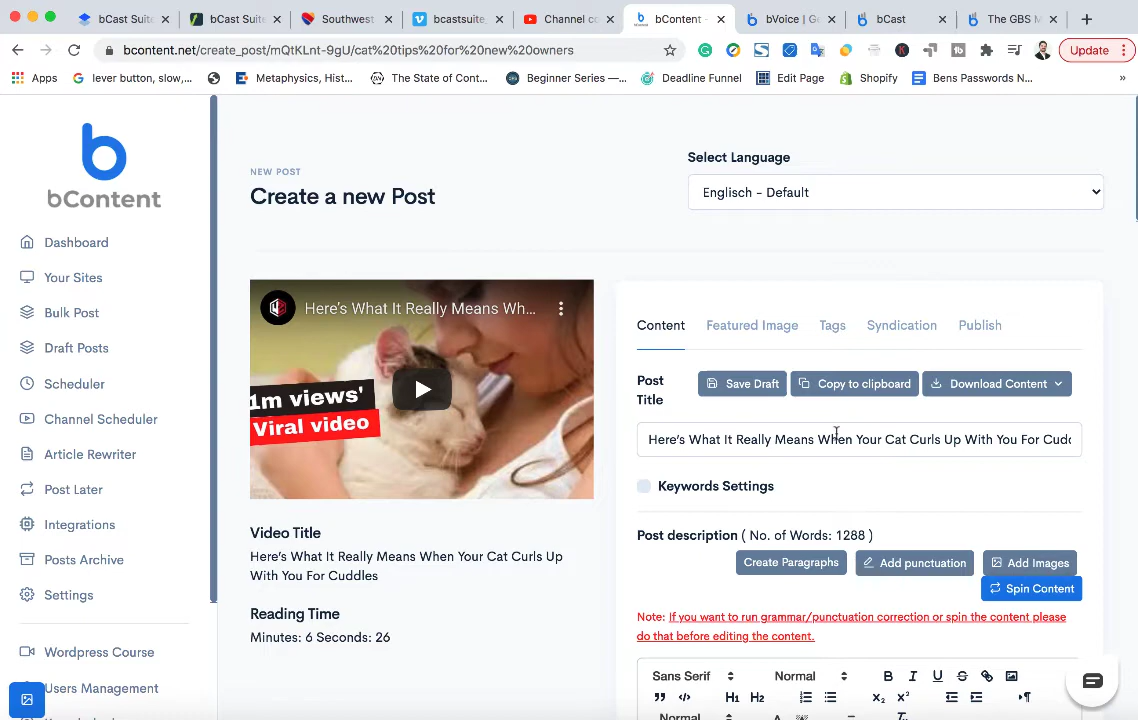 bCast Suit
bCast Suit
Southwest
bcastsuite,
Channel co
bContent -
bVoice | Ge
bCast
The GBS M
bcontent.net/create_post/mQtKLnt-9gU/cat%20tips%20for%20new%20owners
Update
Apps
lever button, slow,...
Metaphysics, Hist...
The State of Cont...
Beginner Series —...
Deadline Funnel
Edit Page
Shopify
Bens Passwords N...
»
bContent
Dashboard
Your Sites
Bulk Post
Draft Posts
Scheduler
Channel Scheduler
Article Rewriter
Post Later
Integrations
Posts Archive
Settings
Wordpress Course
Users Management
NEW POST
Create a new Post
Select Language
Englisch - Default
Here's What It Really Means Wh...
1m views'
Viral video
Video Title
Here's What It Really Means When Your Cat Curls Up
With You For Cuddles
Reading Time
Minutes: 6 Seconds: 26
Content Featured Image Tags Syndication Publish
Post
Title
Save Draft
Copy to clipboard
Download Content
Here's What It Really Means When Your Cat Curls Up With You For Cudd
Keywords Settings
Post description ( No. of Words: 1288 )
Create Paragraphs
Add punctuation
Add Images
Spin Content
Note: If you want to run grammar/punctuation correction or spin the content please
do that before editing the content.
Sans Serif
Normal
B I U S
H1 H2
X2 X²
Normal